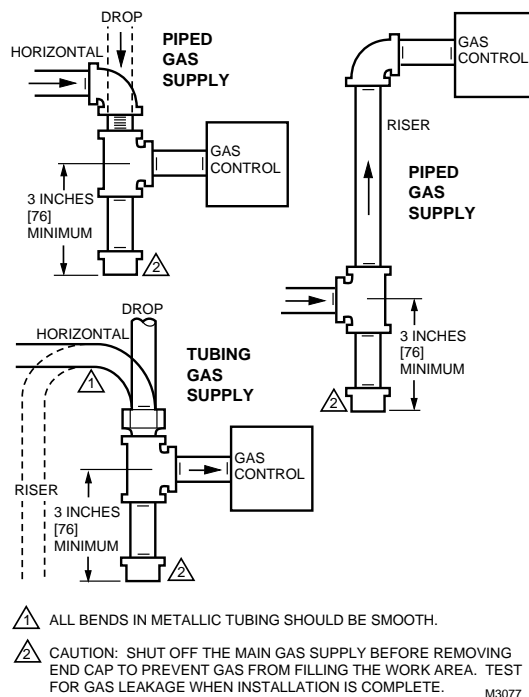 DROP
HORIZONTAL
PIPED
GAS
SUPPLY
GAS
CONTROL
3 INCHES
[76]
MINIMUM
2
GAS
CONTROL
RISER
PIPED
GAS
SUPPLY
3 INCHES
[76]
MINIMUM
2
DROP
HORIZONTAL
1
TUBING
GAS
SUPPLY
GAS
CONTROL
RISER
3 INCHES
[76]
MINIMUM
2
1 ALL BENDS IN METALLIC TUBING SHOULD BE SMOOTH.
2 CAUTION: SHUT OFF THE MAIN GAS SUPPLY BEFORE REMOVING
END CAP TO PREVENT GAS FROM FILLING THE WORK AREA. TEST
FOR GAS LEAKAGE WHEN INSTALLATION IS COMPLETE.
M3077